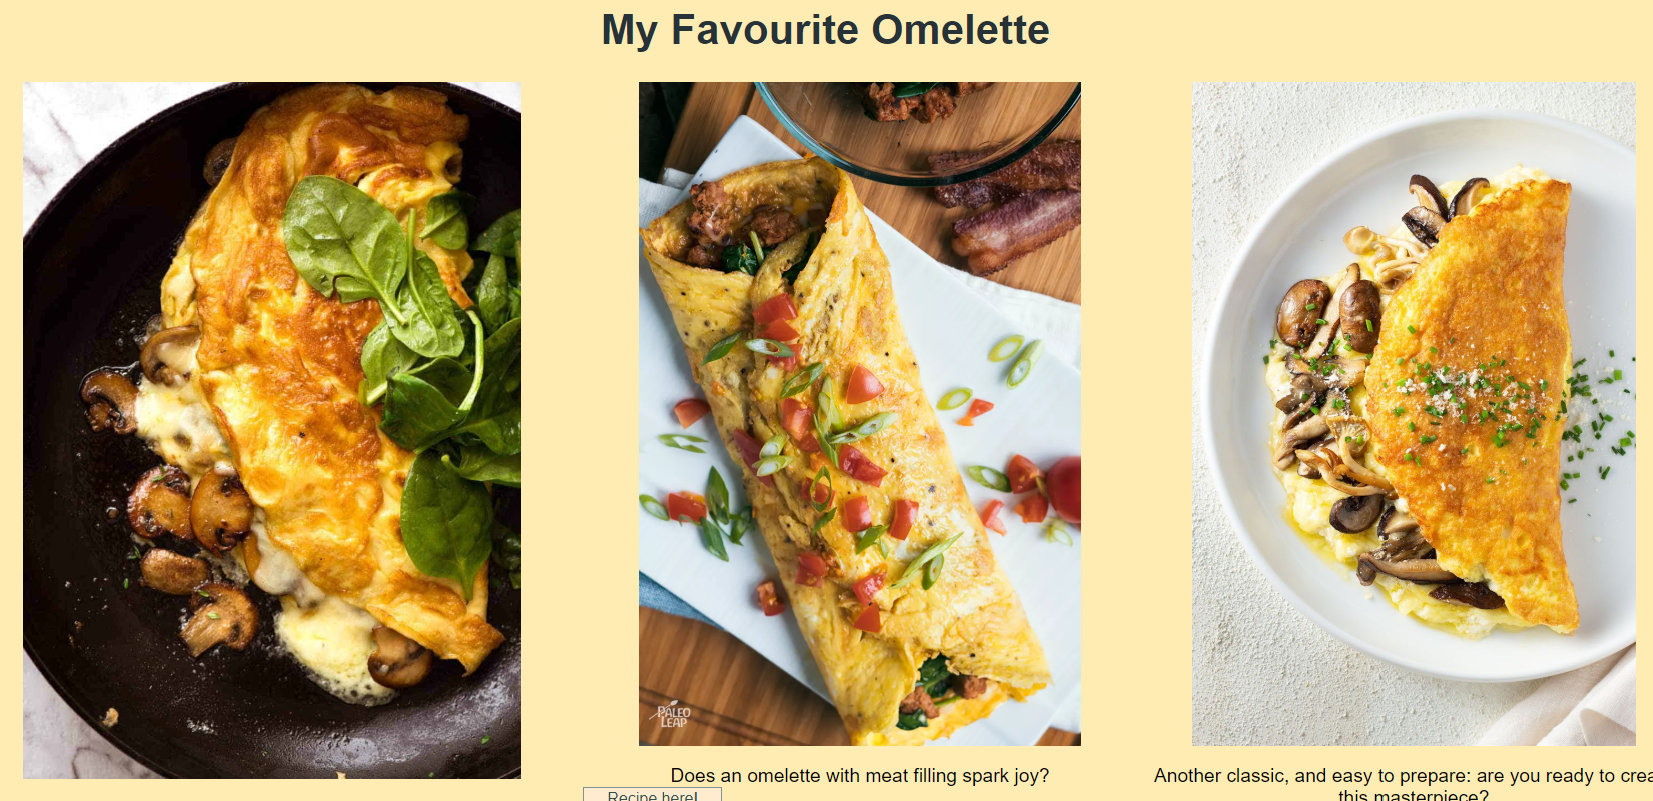 My Favourite Omelette
PALEO
LEAP
Does an omelette with meat filling spark joy?
Another classic, and easy to prepare: are you ready to crea
this masterpiece?
Recipe here!